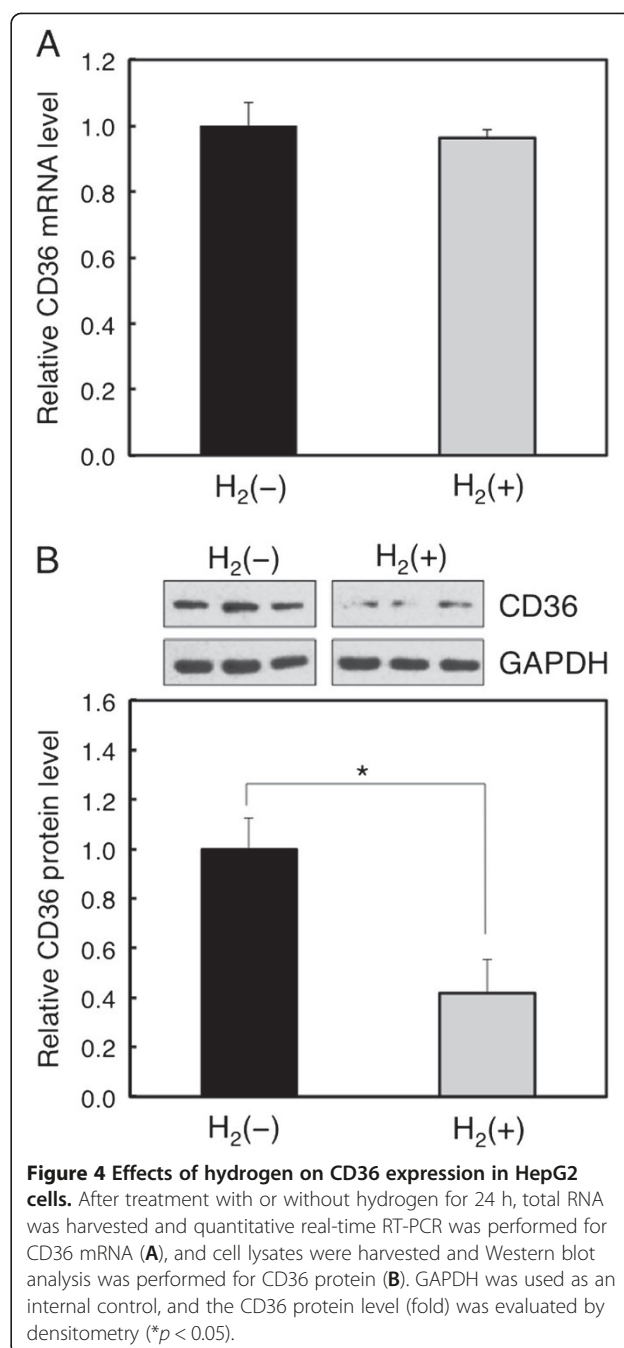 A
1.2
1.0
0.8
0.6
0.4
0.2
0.0
Relative CD36 mRNA level
H₂(−) H₂(+)
B
H₂(−) H₂(+)
CD36
GAPDH
1.6
1.4
1.2
1.0
0.8
0.6
0.4
0.2
0.0
Relative CD36 protein level
*
H₂(−) H₂(+)
Figure 4 Effects of hydrogen on CD36 expression in HepG2
cells. After treatment with or without hydrogen for 24 h, total RNA
was harvested and quantitative real-time RT-PCR was performed for
CD36 mRNA (A), and cell lysates were harvested and Western blot
analysis was performed for CD36 protein (B). GAPDH was used as an
internal control, and the CD36 protein level (fold) was evaluated by
densitometry (*p < 0.05).